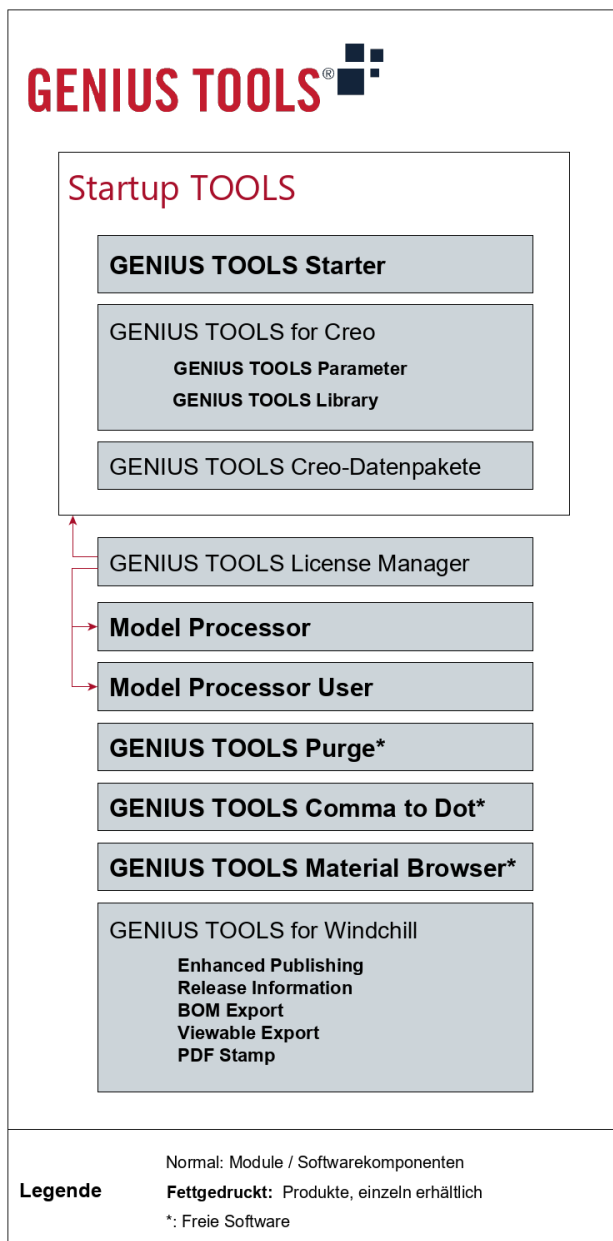 GENIUS TOOLS®
Startup TOOLS
GENIUS TOOLS Starter
GENIUS TOOLS for Creo
GENIUS TOOLS Parameter
GENIUS TOOLS Library
GENIUS TOOLS Creo-Datenpakete
GENIUS TOOLS License Manager
Model Processor
Model Processor User
GENIUS TOOLS Purge*
GENIUS TOOLS Comma to Dot*
GENIUS TOOLS Material Browser*
GENIUS TOOLS for Windchill
Enhanced Publishing
Release Information
BOM Export
Viewable Export
PDF Stamp
Legende
Normal: Module / Softwarekomponenten
Fettgedruckt: Produkte, einzeln erhältlich
*: Freie Software